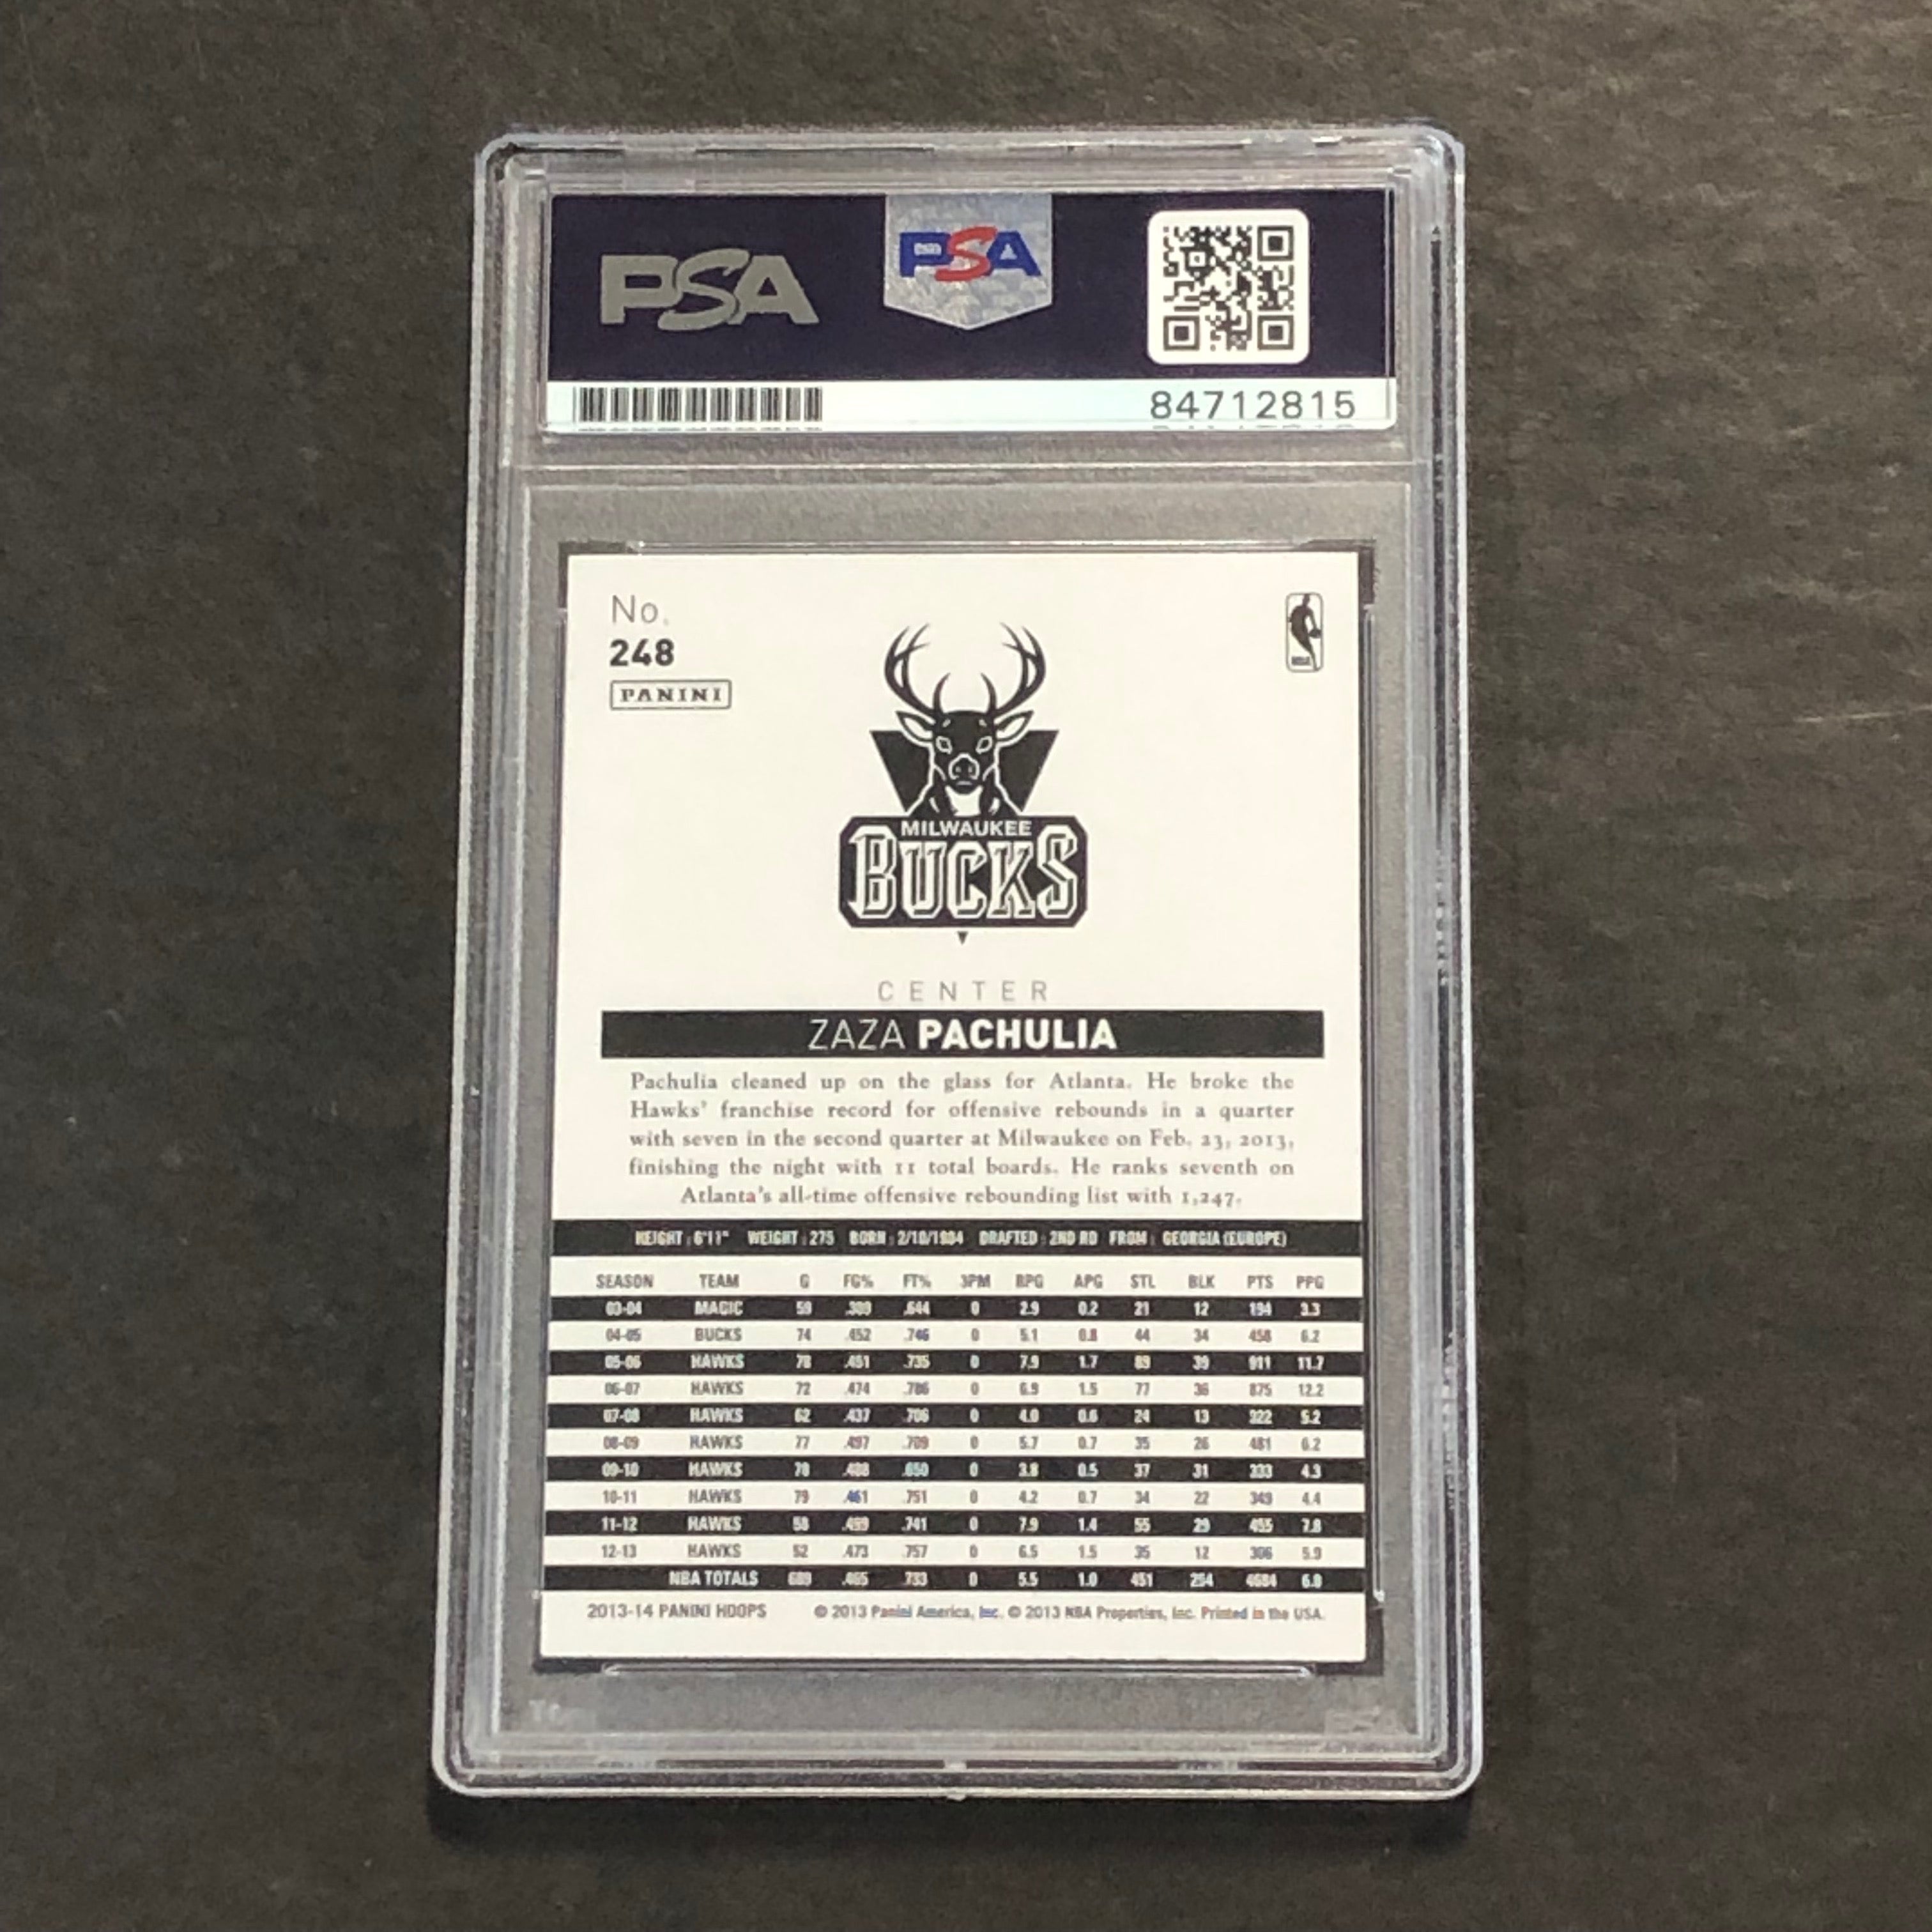 PSA
PSA
84712815
No.
248
PANINI
NBA
MILWAUKEE
BUCKS
CENTER
ZAZA PACHULIA
Pachulia cleaned up on the glass for Atlanta. He broke the
Hawks' franchise record for offensive rebounds in a quarter
with seven in the second quarter at Milwaukee on Feb. 23, 2013,
finishing the night with 11 total boards. He ranks seventh on
Atlanta's all-time offensive rebounding list with 1,247.
HEIGHT: 6'11" WEIGHT: 275 BORN: 2/10/1984 DRAFTED: 2ND RD FROM: GEORGIA (EUROPE)
SEASON TEAM G FG% FT% 3PM RPG APG STL BLK PTS PPG
03-04 MAGIC 59 .389 .644 0 2.9 0.2 21 12 194 3.3
04-05 BUCKS 74 .452 .746 0 5.1 0.8 44 34 458 6.2
05-06 HAWKS 78 .451 .735 0 7.9 1.7 89 39 911 11.7
06-07 HAWKS 72 .474 .786 0 6.9 1.5 77 36 875 12.2
07-08 HAWKS 62 .437 .706 0 4.0 0.6 24 13 322 5.2
08-09 HAWKS 77 .497 .709 0 5.7 0.7 35 26 481 6.2
09-10 HAWKS 78 .488 .650 0 3.8 0.5 37 31 333 4.3
10-11 HAWKS 79 .461 .751 0 4.2 0.7 34 22 349 4.4
11-12 HAWKS 58 .499 .741 0 7.9 1.4 55 29 455 7.8
12-13 HAWKS 52 .473 .757 0 6.5 1.5 35 12 306 5.9
NBA TOTALS 689 .465 .733 0 5.5 1.0 451 254 4684 6.8
2013-14 PANINI HOOPS © 2013 Panini America, Inc. © 2013 NBA Properties, Inc. Printed in the USA.